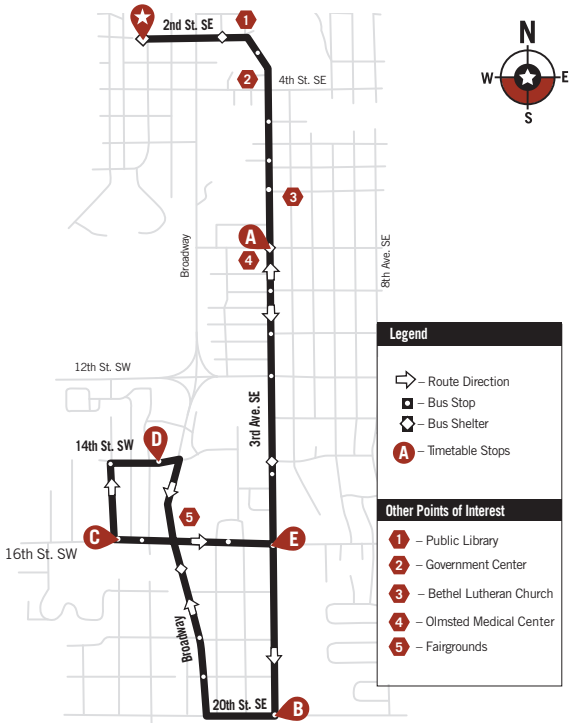 2nd St. SE
1
2
4th St. SE
N
W
E
S
3
A
4
Broadway
8th Ave. SE
12th St. SW
3rd Ave. SE
14th St. SW
D
5
C
E
16th St. SW
Broadway
20th St. SE
B
Legend
– Route Direction
– Bus Stop
– Bus Shelter
A – Timetable Stops
Other Points of Interest
1 – Public Library
2 – Government Center
3 – Bethel Lutheran Church
4 – Olmsted Medical Center
5 – Fairgrounds